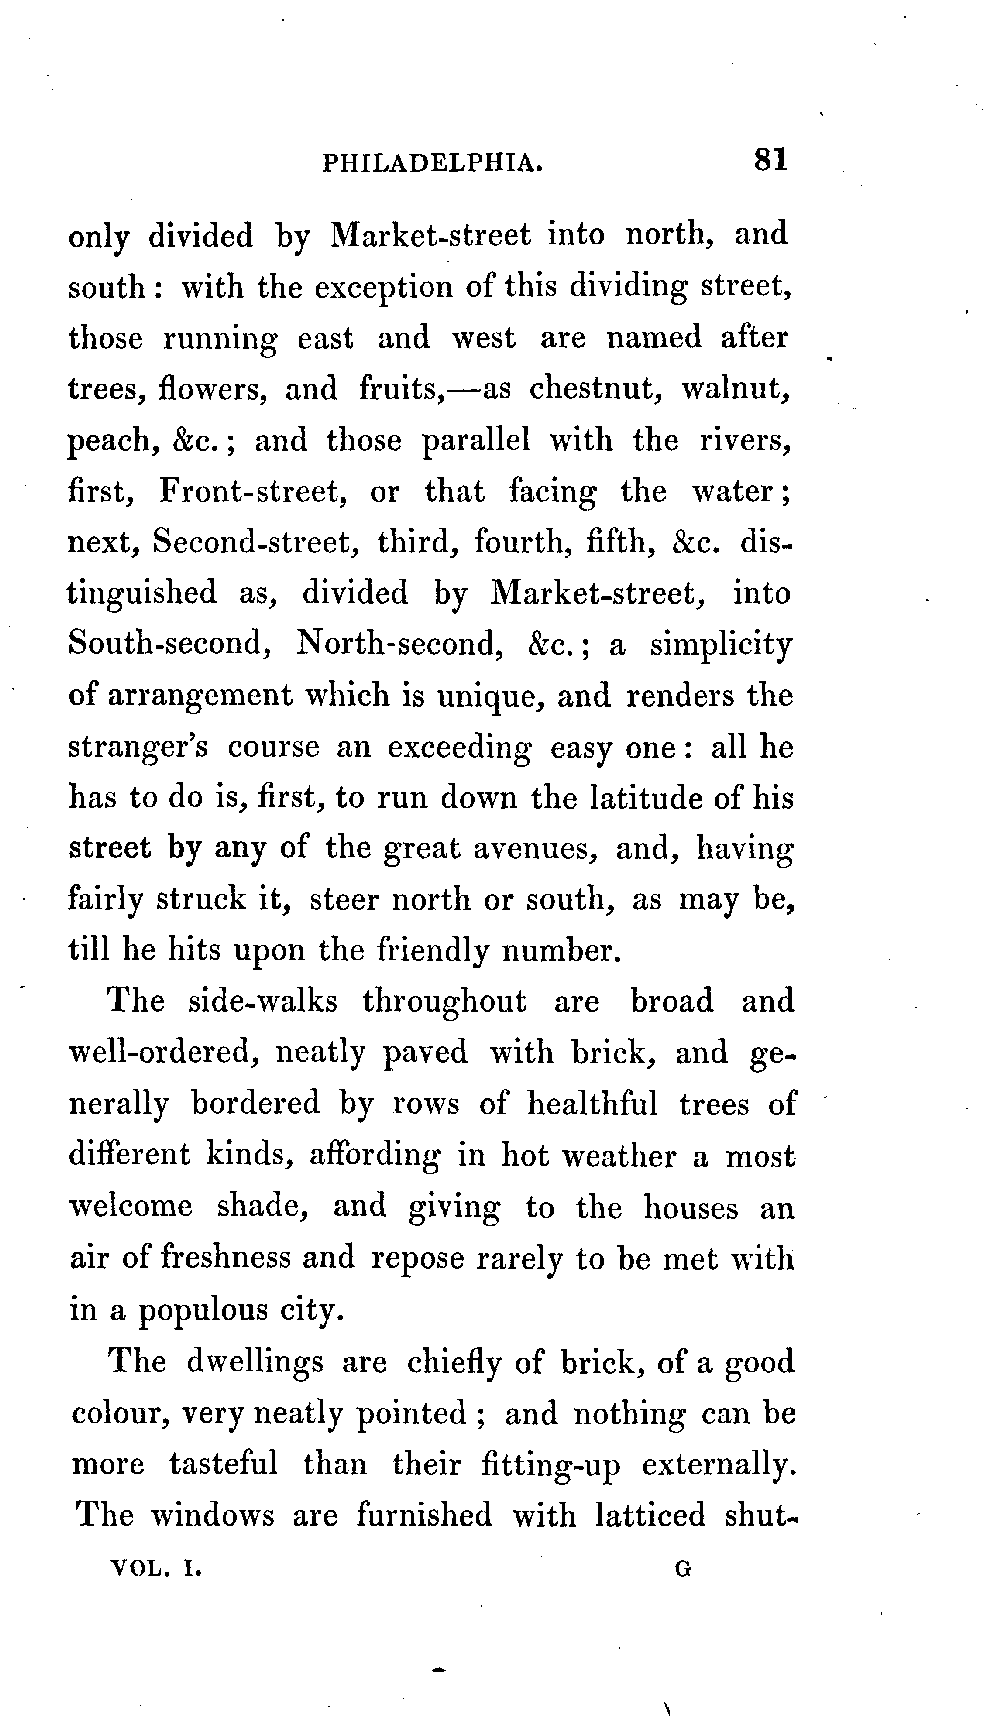 PHILADELPHIA. 81
only divided by Market-street into north, and
south : with the exception of this dividing street,
those running east and west are named after
trees, flowers, and fruits,—as chestnut, walnut,
peach, &c. ; and those parallel with the rivers,
first, Front-street, or that facing the water ;
next, Second-street, third, fourth, fifth, &c. dis-
tinguished as, divided by Market-street, into
South-second, North-second, &c. ; a simplicity
of arrangement which is unique, and renders the
stranger's course an exceeding easy one : all he
has to do is, first, to run down the latitude of his
street by any of the great avenues, and, having
fairly struck it, steer north or south, as may be,
till he hits upon the friendly number.
The side-walks throughout are broad and
well-ordered, neatly paved with brick, and ge-
nerally bordered by rows of healthful trees of
different kinds, affording in hot weather a most
welcome shade, and giving to the houses an
air of freshness and repose rarely to be met with
in a populous city.
The dwellings are chiefly of brick, of a good
colour, very neatly pointed ; and nothing can be
more tasteful than their fitting-up externally.
The windows are furnished with latticed shut-
VOL. I. G